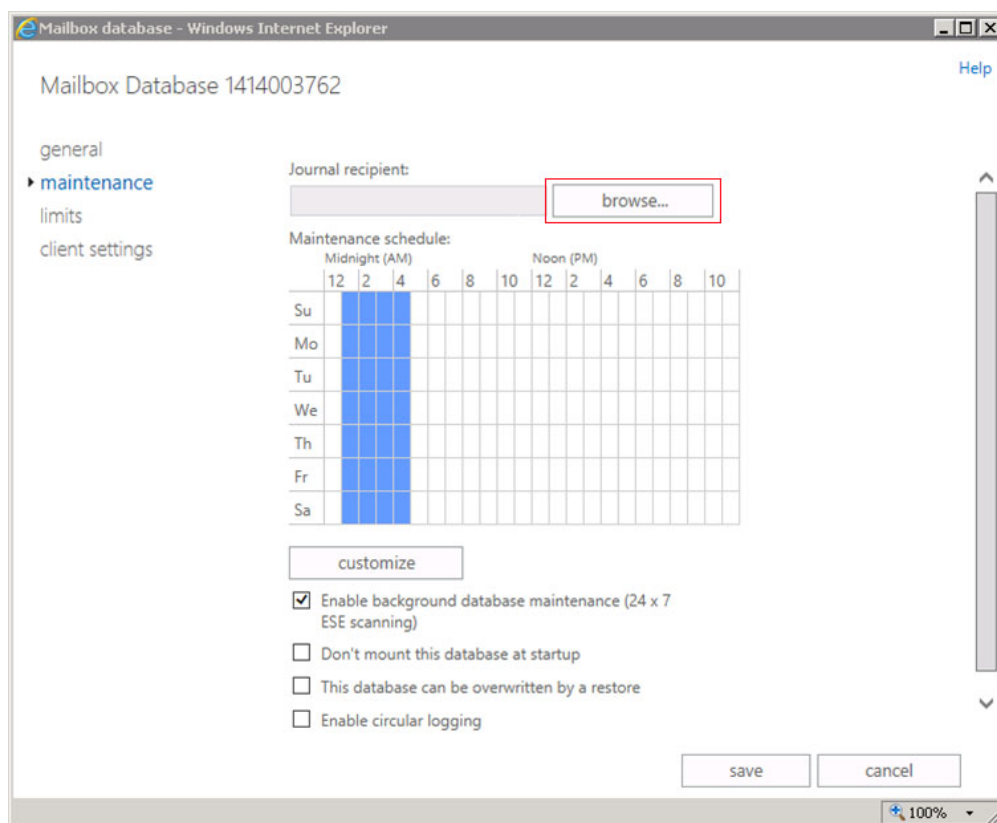 Mailbox database - Windows Internet Explorer
Help
Mailbox Database 1414003762
general
maintenance
limits
client settings
Journal recipient:
browse...
Maintenance schedule:
Midnight (AM) Noon (PM)
12 2 4 6 8 10 12 2 4 6 8 10
Su
Mo
Tu
We
Th
Fr
Sa
customize
Enable background database maintenance (24 x 7
ESE scanning)
Don't mount this database at startup
This database can be overwritten by a restore
Enable circular logging
save cancel
100%